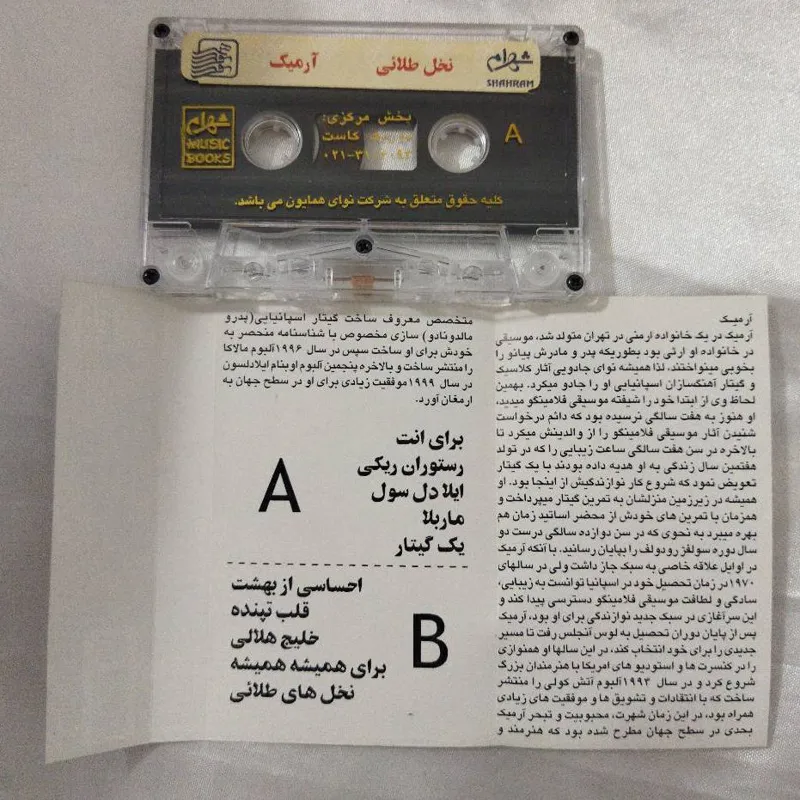 شهرام
SHAHRAM
نخل طلائی
آرمیک
شهرام
MUSIC
BOOKS
بخش مرکزی:
کاست
۰۲۱-۳۹
A
کلیه حقوق متعلق به شرکت نوای همایون می باشد.
آرمیک
آرمیک در یک خانواده ارمنی در تهران متولد شد، موسیقی
در خانواده او ارثی بود بطوریکه پدر و مادرش پیانو را
بخوبی مینواختند، لذا همیشه نوای جادویی آثار کلاسیک
و گیتار آهنگسازان اسپانیایی او را جادو میکرد. بهمین
لحاظ وی از ابتدا خود را شیفته موسیقی فلامینگو میدید،
او هنوز به هفت سالگی نرسیده بود که دائم درخواست
شنیدن آثار موسیقی فلامینگو را از والدینش میکرد تا
بالاخره در سن هفت سالگی ساعت زیبایی را که در تولد
هفتمین سال زندگی به او هدیه داده بودند با یک گیتار
تعویض نمود که شروع کار نوازندگیش از اینجا بود. او
همیشه در زیرزمین منزلشان به تمرین گیتار میپرداخت و
همزمان با تمرین های خودش از محضر اساتید زمان هم
بهره میبرد به نحوی که در سن دوازده سالگی درست دو
سال دوره سولفژ رودولف را بپایان رسانید. با آنکه آرمیک
در اوایل علاقه خاصی به سبک جاز داشت ولی در سالهای
۱۹۷۰ در زمان تحصیل خود در اسپانیا توانست به زیبایی،
سادگی و لطافت موسیقی فلامینگو دسترسی پیدا کند و
این سرآغازی در سبک جدید نوازندگی برای او بود، آرمیک
پس از پایان دوران تحصیل به لوس آنجلس رفت تا مسیر
جدیدی را برای خود انتخاب کند، در این سالها او همنوازی
را در کنسرت ها و استودیو های امریکا با هنرمندان بزرگ
شروع کرد و در سال ۱۹۹۴ آلبوم آتش کولی را منتشر
ساخت که با انتقادات و تشویق ها و موفقیت های زیادی
همراه بود، در این زمان شهرت، محبوبیت و تبحر آرمیک
بحدی در سطح جهان مطرح شده بود که هنرمند و
متخصص معروف ساخت گیتار اسپانیایی(پدرو
مالدونادو) سازی مخصوص با شناسنامه منحصر به
خودش برای او ساخت سپس در سال ۱۹۹۶ آلبوم مالاکا
را منتشر ساخت و بالاخره پنجمین آلبوم او بنام ایلادلسون
در سال ۱۹۹۹ موفقیت زیادی برای او در سطح جهان به
ارمغان آورد.
A
برای انت
رستوران ریکی
ایلا دل سول
ماربلا
یک گیتار
B
احساسی از بهشت
قلب تپنده
خلیج هلالی
برای همیشه همیشه
نخل های طلائی